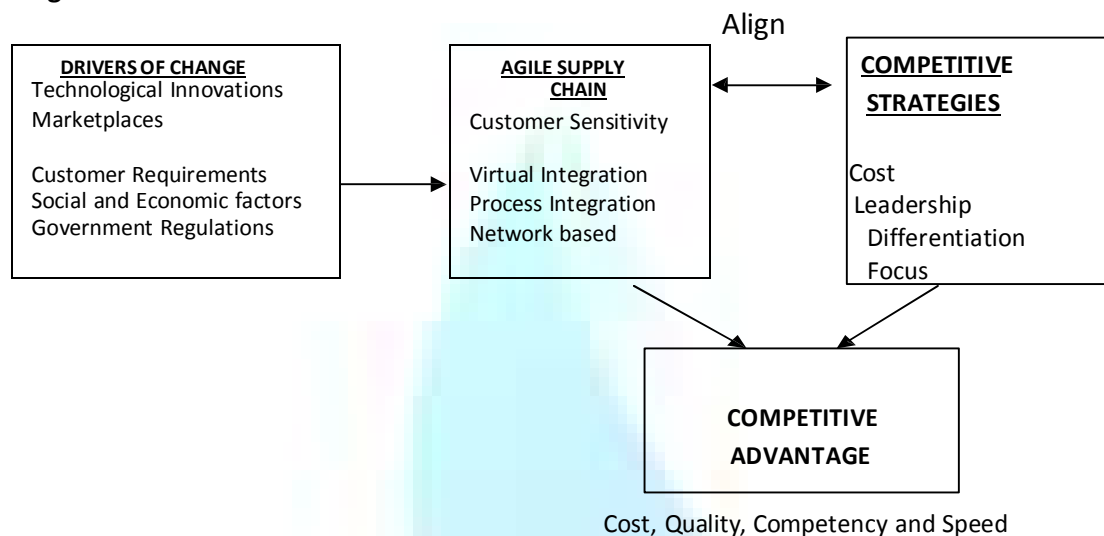 Align
DRIVERS OF CHANGE
Technological Innovations
Marketplaces
Customer Requirements
Social and Economic factors
Government Regulations
AGILE SUPPLY
CHAIN
Customer Sensitivity
Virtual Integration
Process Integration
Network based
COMPETITIVE
STRATEGIES
Cost
Leadership
Differentiation
Focus
COMPETITIVE
ADVANTAGE
Cost, Quality, Competency and Speed